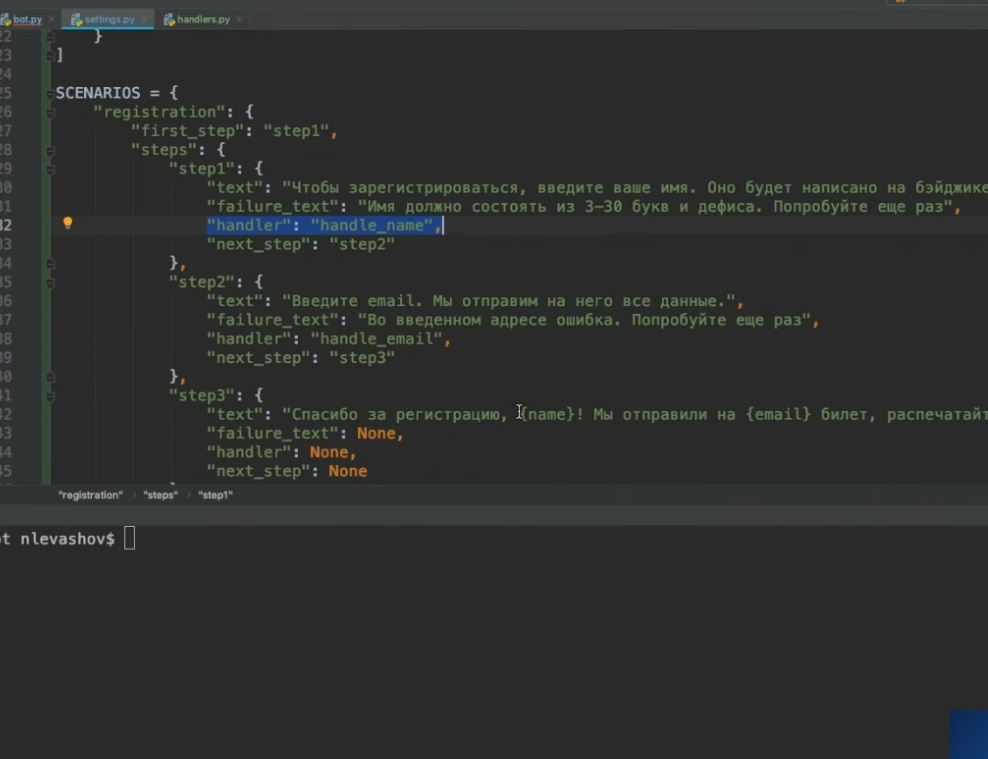 bot.py settings.py handlers.py
22 }
23 ]
24
25 SCENARIOS = {
26 "registration": {
27 "first_step": "step1",
28 "steps": {
29 "step1": {
30 "text": "Чтобы зарегистрироваться, введите ваше имя. Оно будет написано на бэйджике
31 "failure_text": "Имя должно состоять из 3–30 букв и дефиса. Попробуйте еще раз",
32 "handler": "handle_name",
33 "next_step": "step2"
34 },
35 "step2": {
36 "text": "Введите email. Мы отправим на него все данные.",
37 "failure_text": "Во введенном адресе ошибка. Попробуйте еще раз",
38 "handler": "handle_email",
39 "next_step": "step3"
40 },
41 "step3": {
42 "text": "Спасибо за регистрацию, {name}! Мы отправили на {email} билет, распечатайт
43 "failure_text": None,
44 "handler": None,
45 "next_step": None
"registration" › "steps" › "step1"
ot nlevashov$